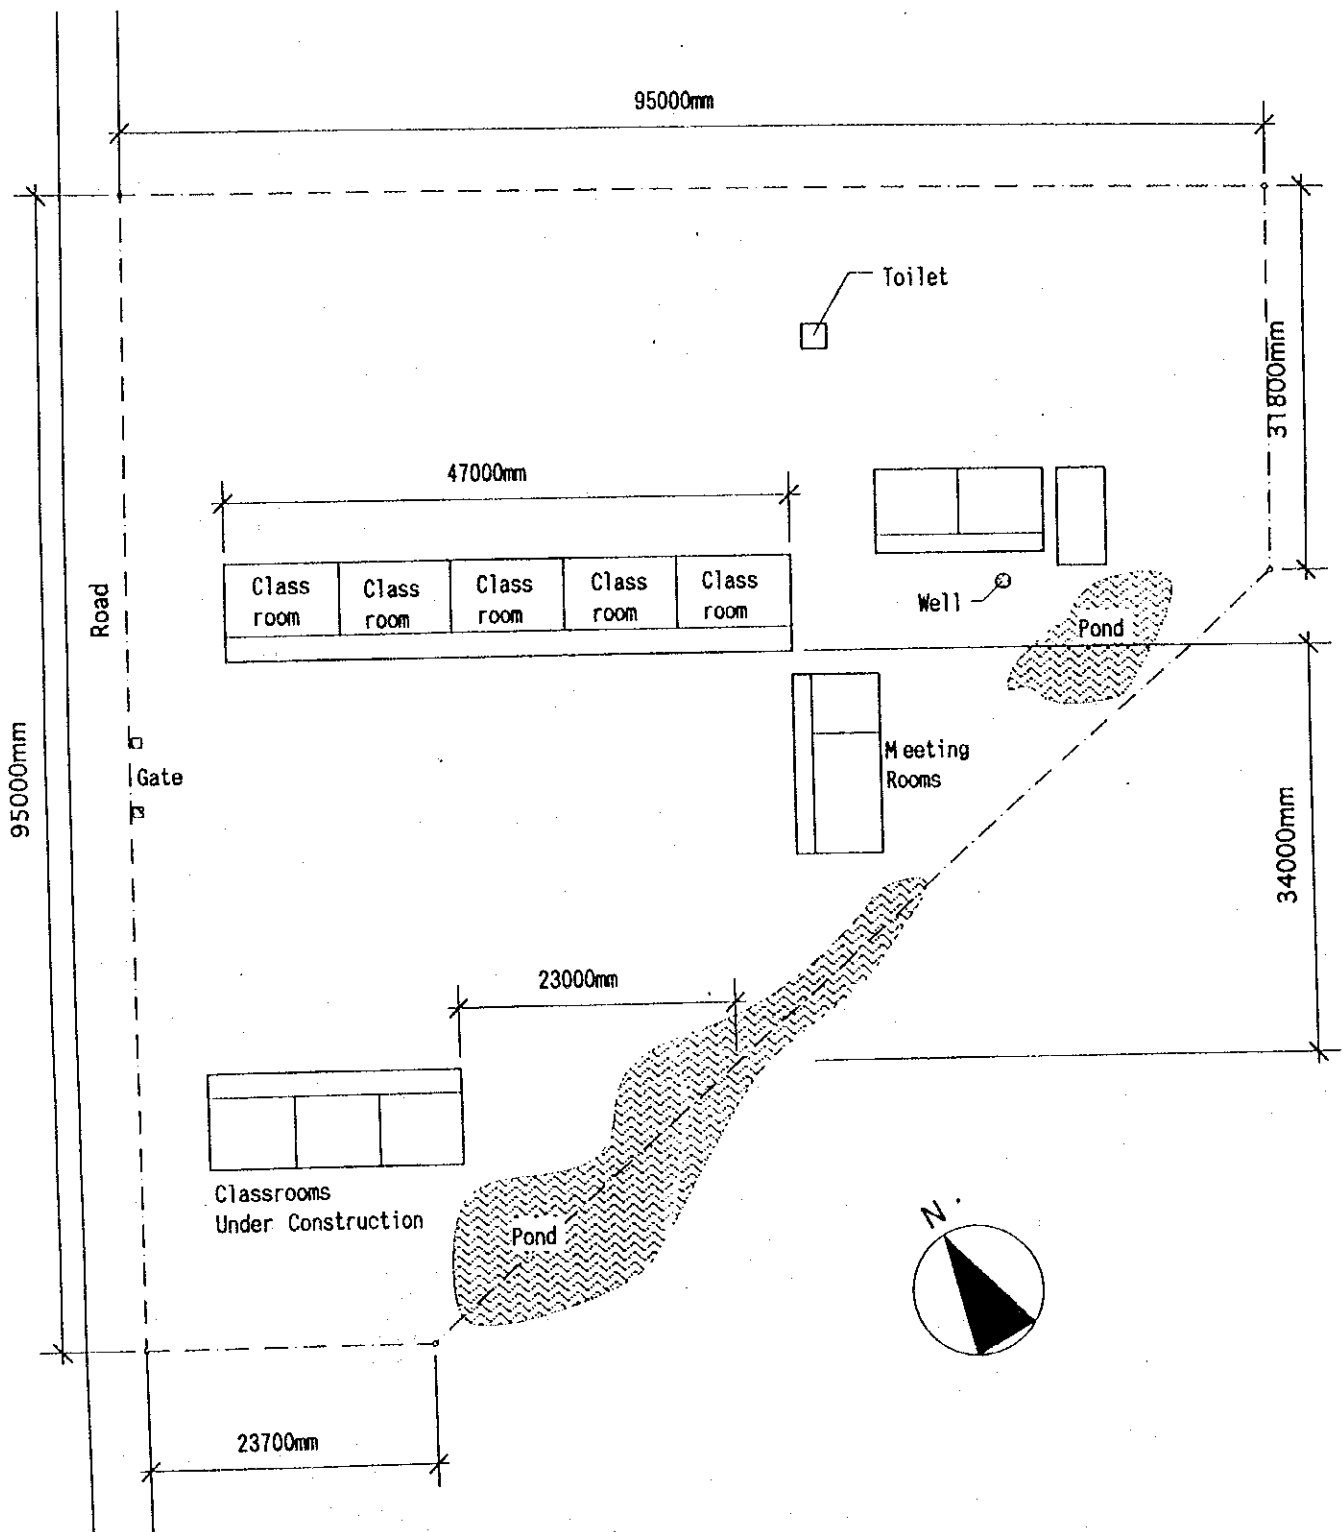 95000mm
Toilet
31800mm
47000mm
Class
room
Class
room
Class
room
Class
room
Class
room
Well
Pond
Road
Meeting
Rooms
Gate
95000mm
34000mm
23000mm
Classrooms
Under Construction
Pond
N.
23700mm